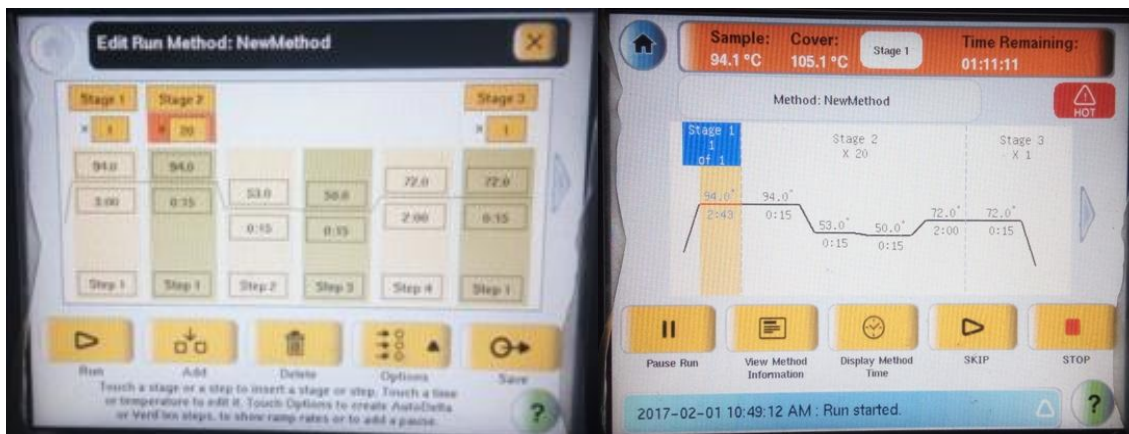 Edit Run Method: NewMethod
Stage 1 Stage 2 Stage 3
× 1 × 20 × 1
94.0 94.0 53.0 50.0 72.0 72.0
3:00 0:15 0:15 0:15 2:00 0:15
Step 1 Step 1 Step 2 Step 3 Step 4 Step 1
Run Add Delete Options Save
Touch a stage or a step to insert a stage or step. Touch a time
or temperature to edit it. Touch Options to create AutoDelta
or VeriFlex steps, to show ramp rates or to add a pause.
?
Sample: Cover: Stage 1 Time Remaining:
94.1 °C 105.1 °C 01:11:11
Method: NewMethod
HOT
Stage 1
1
of 1
Stage 2
X 20
Stage 3
X 1
94.0° 94.0° 53.0° 50.0° 72.0° 72.0°
2:43 0:15 0:15 0:15 2:00 0:15
Pause Run
View Method
Information
Display Method
Time
SKIP
STOP
2017-02-01 10:49:12 AM : Run started.
?